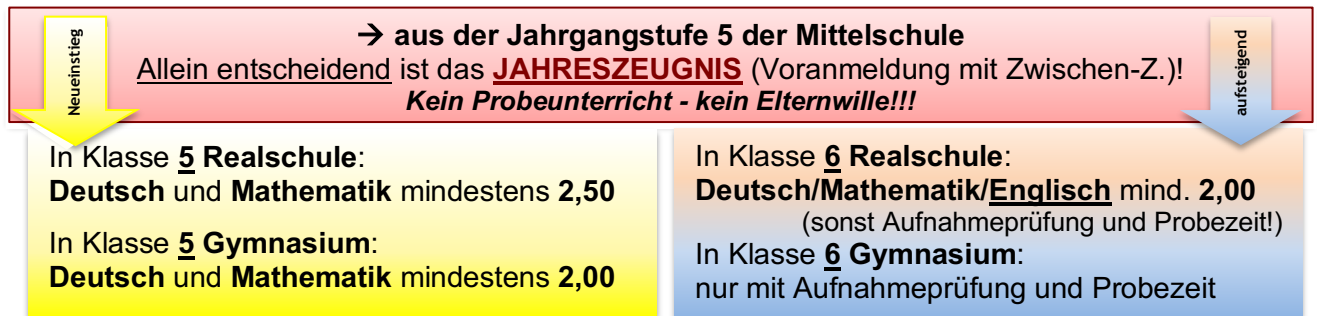 Neueinstieg
→ aus der Jahrgangstufe 5 der Mittelschule
Allein entscheidend ist das JAHRESZEUGNIS (Voranmeldung mit Zwischen-Z.)!
Kein Probeunterricht - kein Elternwille!!!
aufsteigend
In Klasse 5 Realschule:
Deutsch und Mathematik mindestens 2,50
In Klasse 5 Gymnasium:
Deutsch und Mathematik mindestens 2,00
In Klasse 6 Realschule:
Deutsch/Mathematik/Englisch mind. 2,00
(sonst Aufnahmeprüfung und Probezeit!)
In Klasse 6 Gymnasium:
nur mit Aufnahmeprüfung und Probezeit